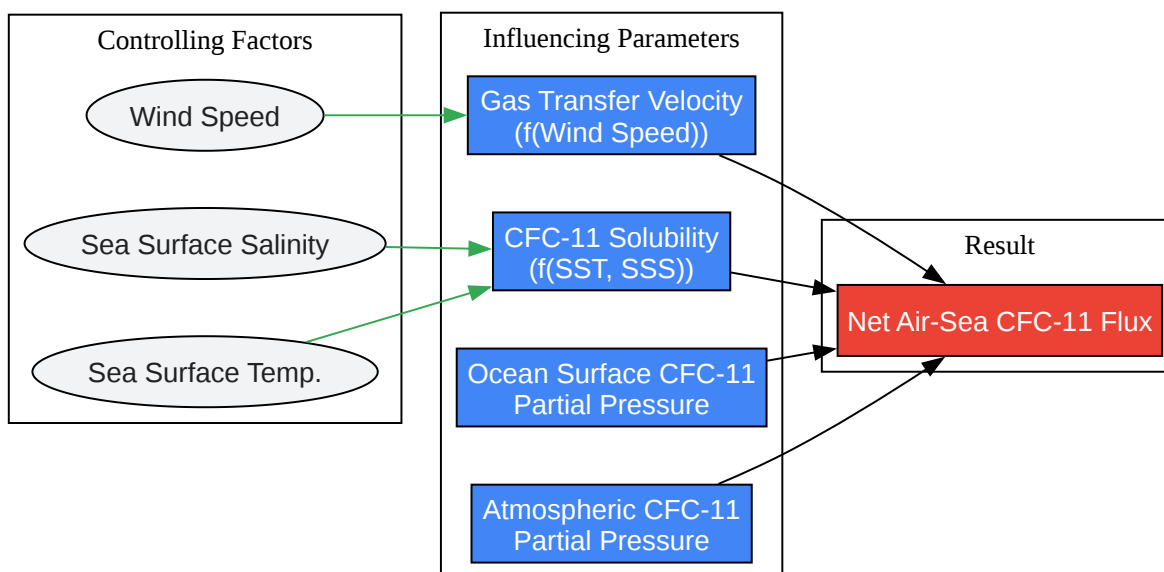 Controlling Factors
Wind Speed
Sea Surface Salinity
Sea Surface Temp.
Influencing Parameters
Gas Transfer Velocity
(f(Wind Speed))
CFC-11 Solubility
(f(SST, SSS))
Ocean Surface CFC-11
Partial Pressure
Atmospheric CFC-11
Partial Pressure
Result
Net Air-Sea CFC-11 Flux